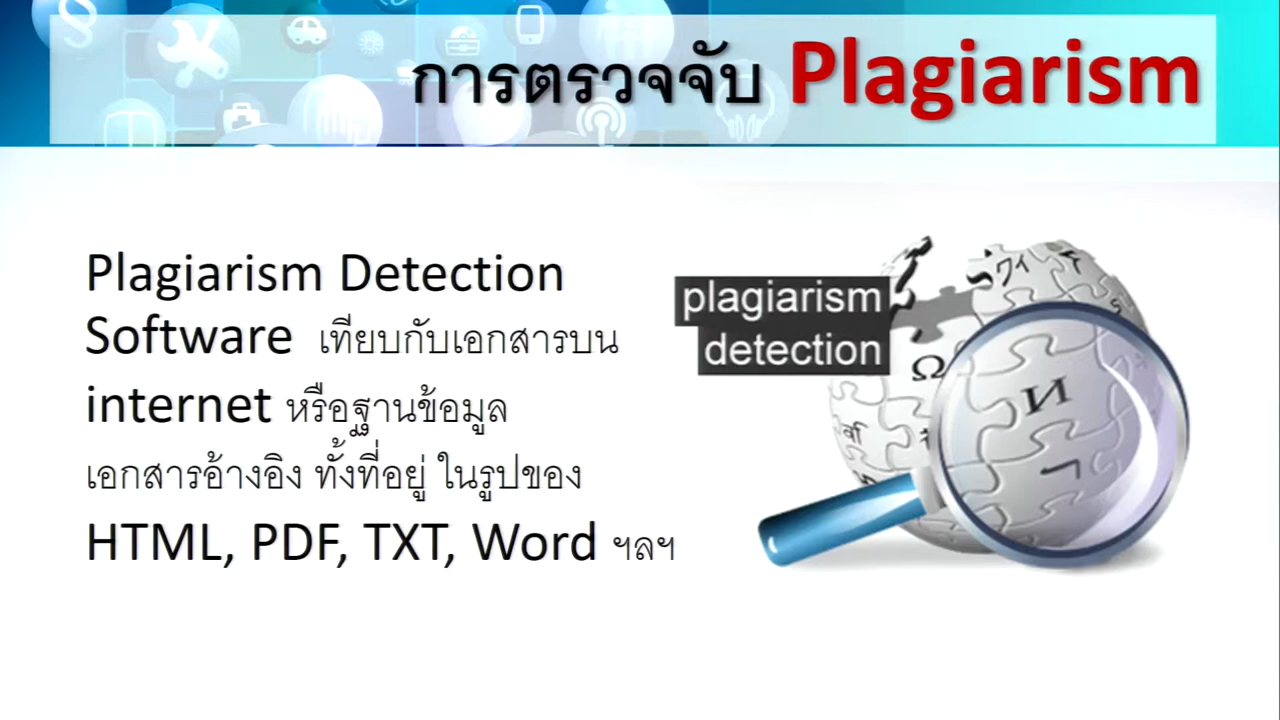 การตรวจจับ Plagiarism
Plagiarism Detection
Software เทียบกับเอกสารบน
internet หรือฐานข้อมูล
เอกสารอ้างอิง ทั้งที่อยู่ ในรูปของ
HTML, PDF, TXT, Word ฯลฯ
plagiarism
detection
Ω
И